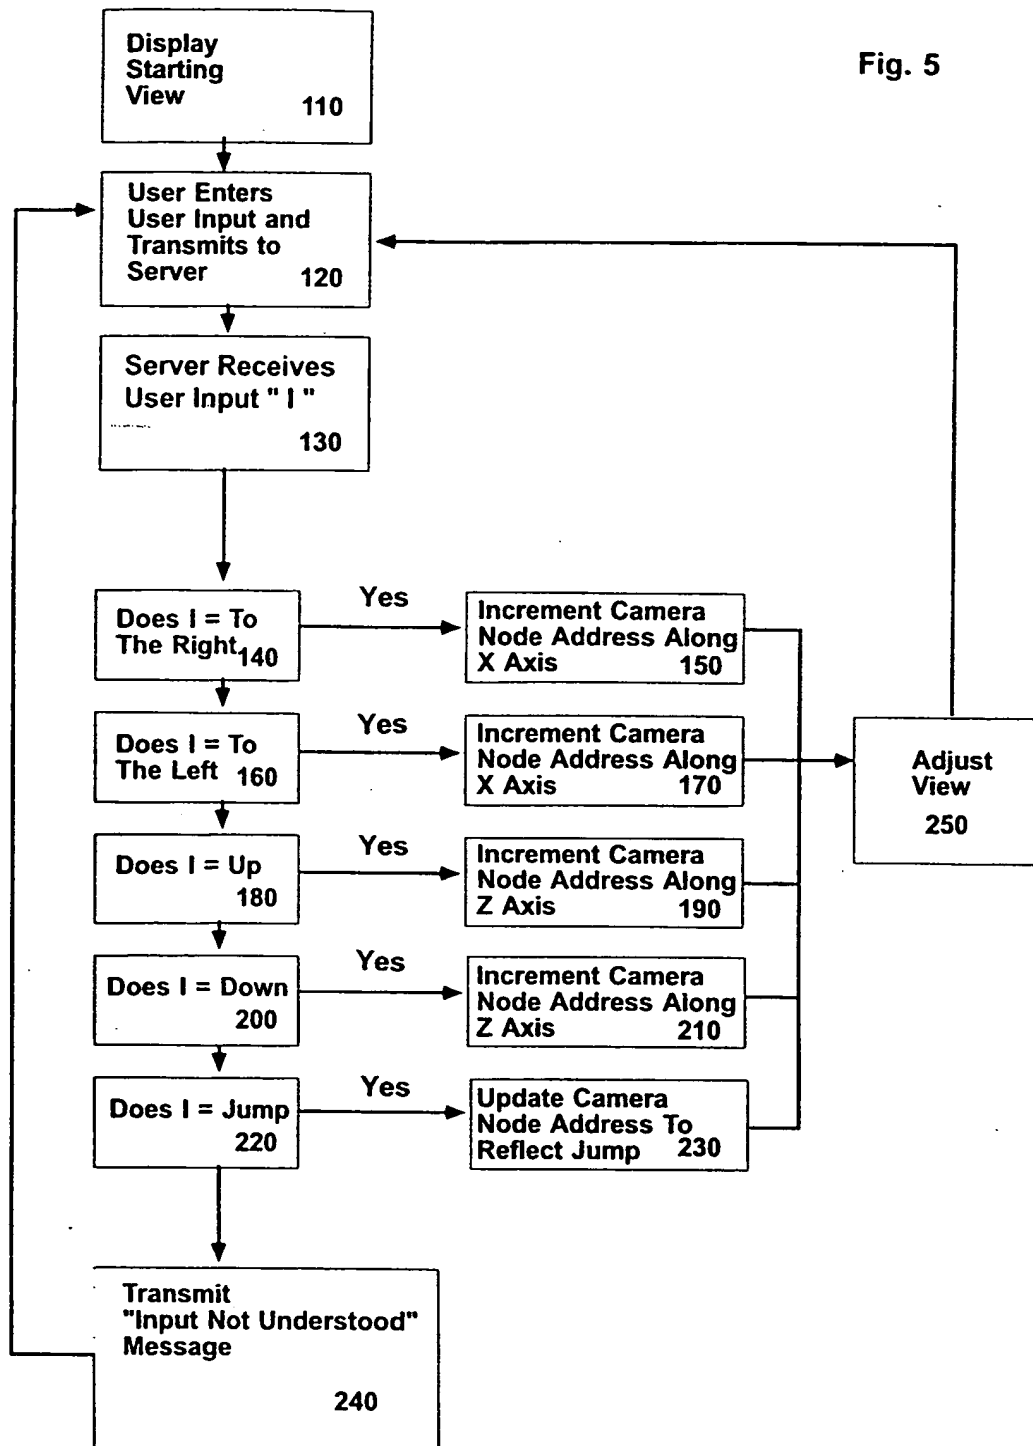 Fig. 5
Display
Starting
View
110
User Enters
User Input and
Transmits to
Server
120
Server Receives
User Input " I "
130
Does I = To
The Right
140
Yes
Increment Camera
Node Address Along
X Axis
150
Does I = To
The Left
160
Yes
Increment Camera
Node Address Along
X Axis
170
Adjust
View
250
Does I = Up
180
Yes
Increment Camera
Node Address Along
Z Axis
190
Does I = Down
200
Yes
Increment Camera
Node Address Along
Z Axis
210
Does I = Jump
220
Yes
Update Camera
Node Address To
Reflect Jump
230
Transmit
"Input Not Understood"
Message
240